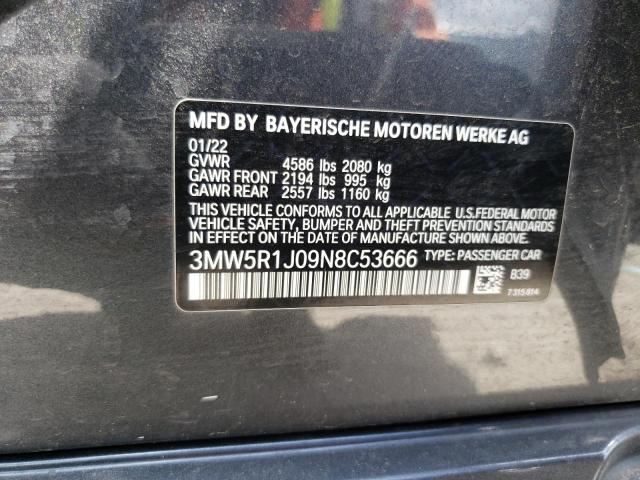 MFD BY BAYERISCHE MOTOREN WERKE AG
01/22
GVWR 4586 lbs 2080 kg
GAWR FRONT 2194 lbs 995 kg
GAWR REAR 2557 lbs 1160 kg
THIS VEHICLE CONFORMS TO ALL APPLICABLE U.S. FEDERAL MOTOR
VEHICLE SAFETY, BUMPER AND THEFT PREVENTION STANDARDS
IN EFFECT ON THE DATE OF MANUFACTURE SHOWN ABOVE.
3MW5R1J09N8C53666 TYPE: PASSENGER CAR
B39
7 315 814